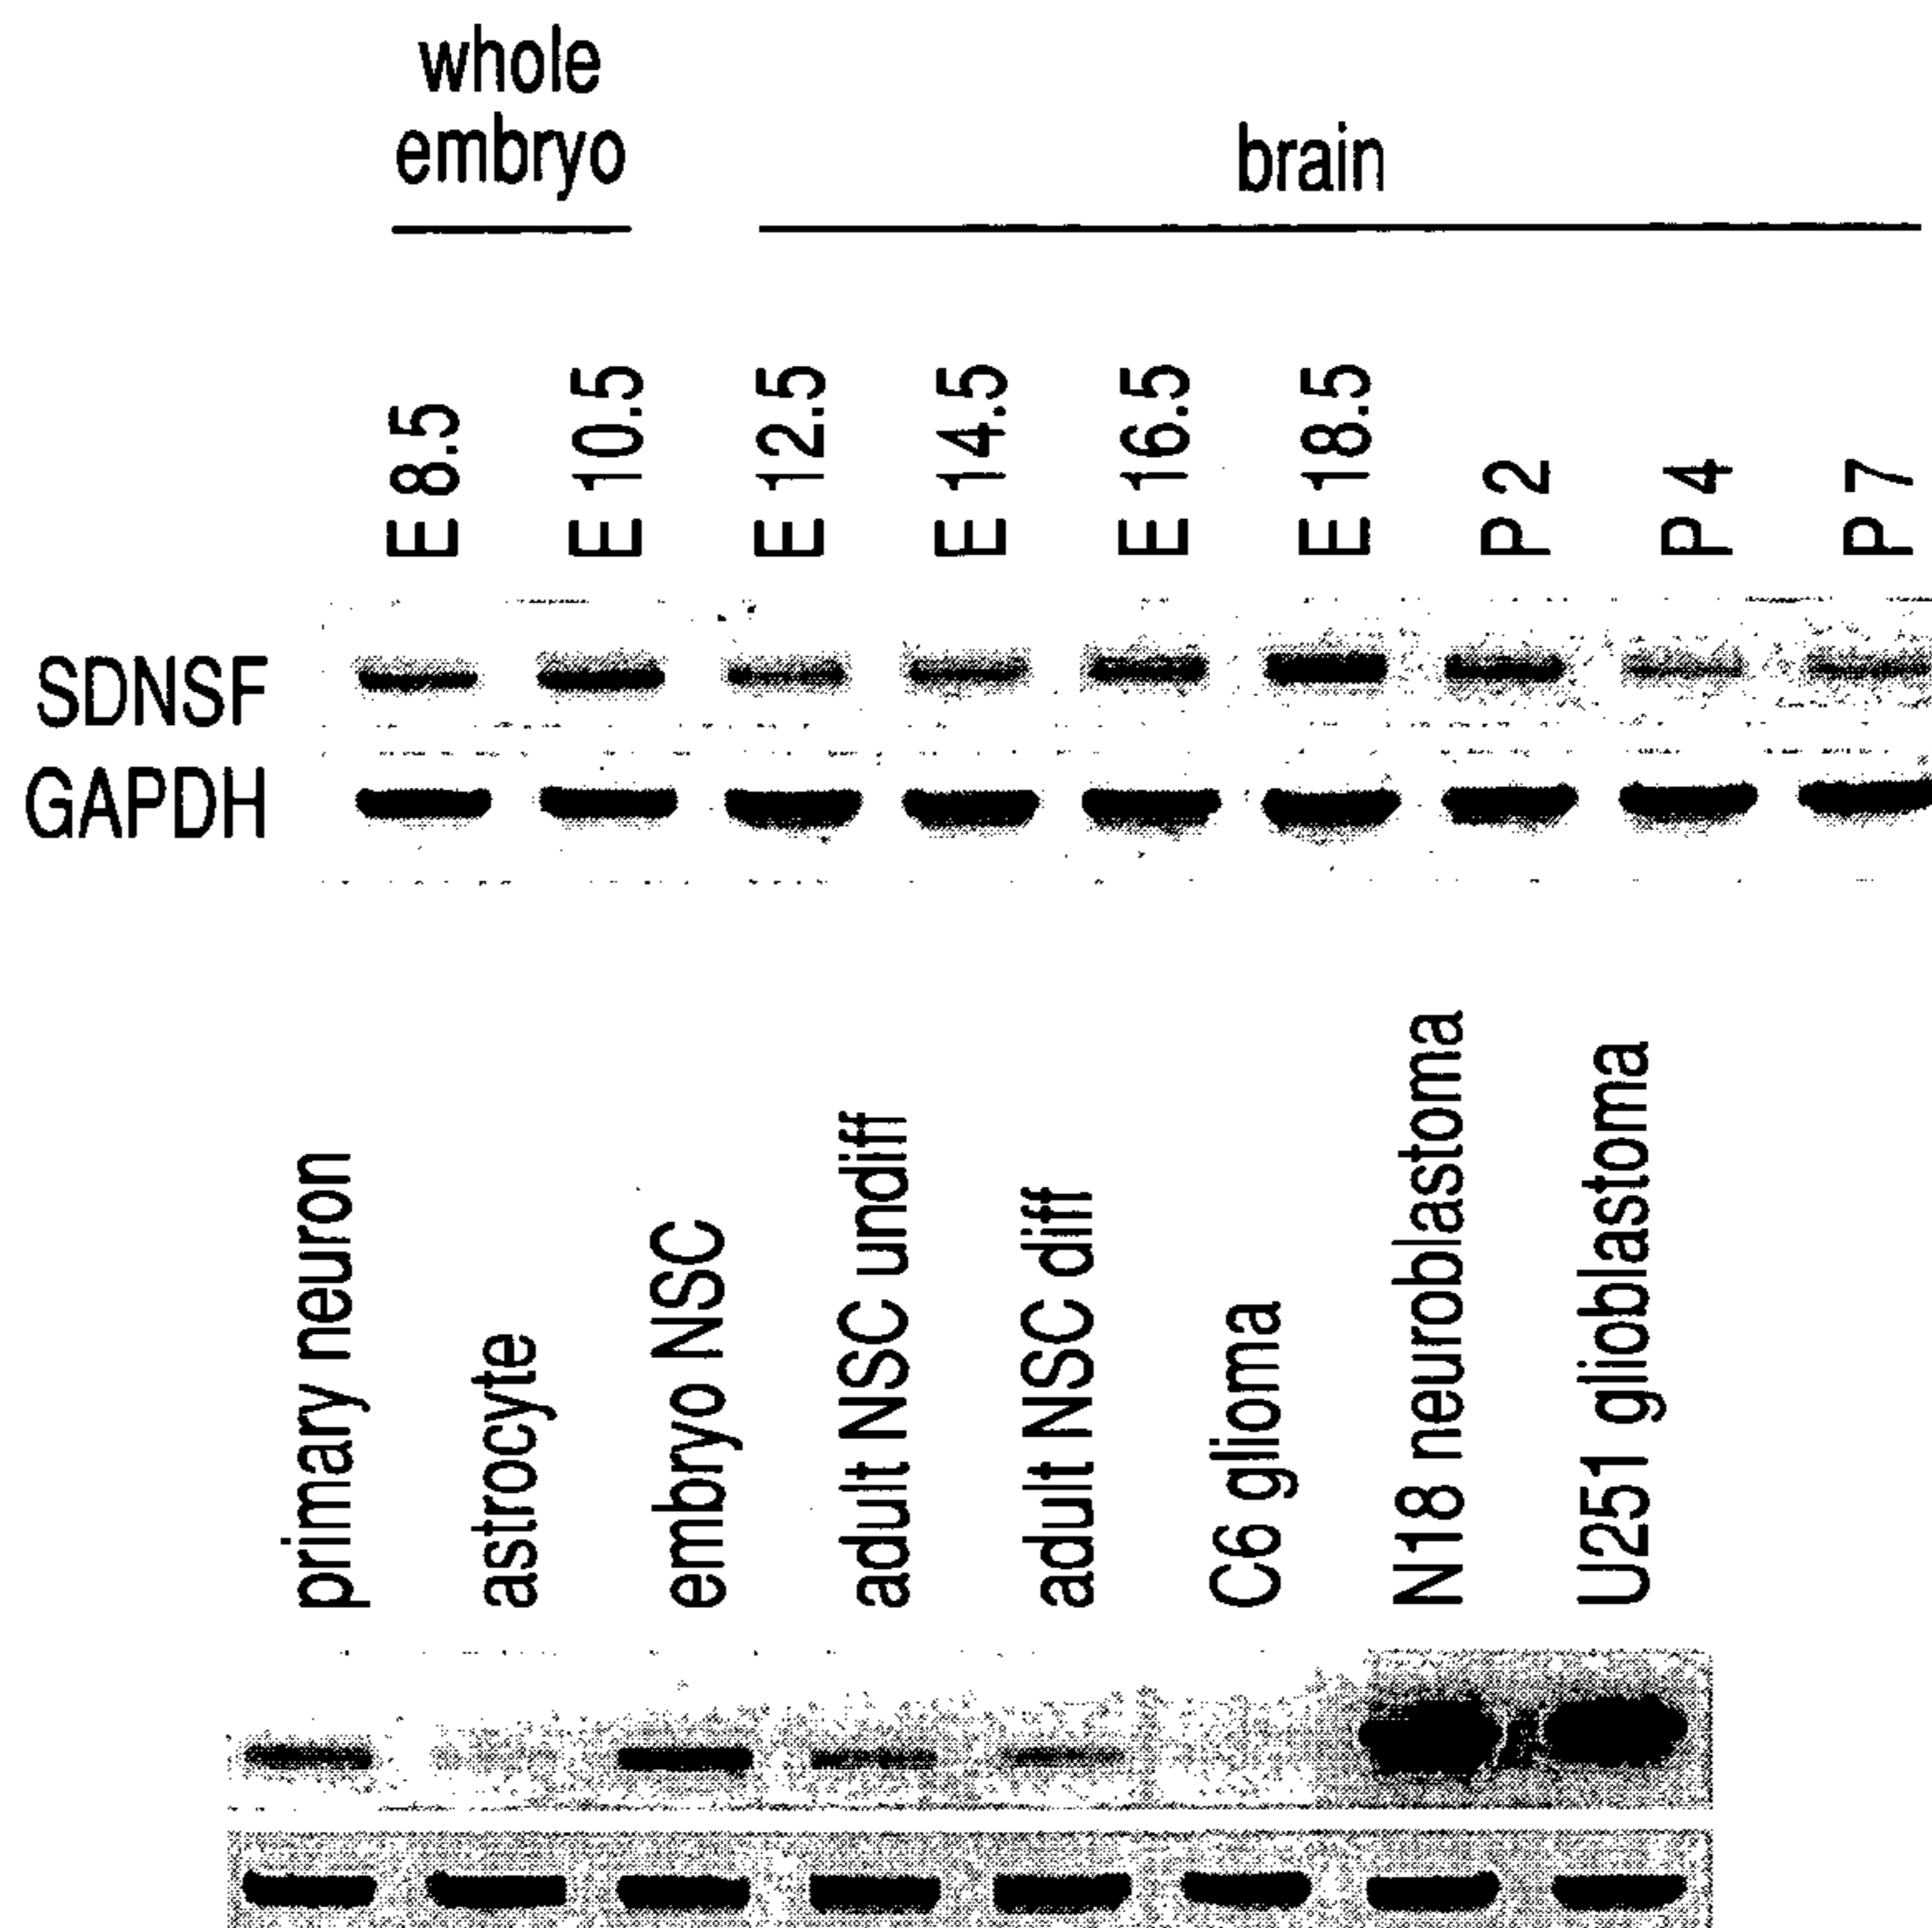 whole
embryo
brain
E 8.5
E 10.5
E 12.5
E 14.5
E 16.5
E 18.5
P 2
P 4
P 7
SDNSF
GAPDH
primary neuron
astrocyte
embryo NSC
adult NSC undiff
adult NSC diff
C6 glioma
N18 neuroblastoma
U251 glioblastoma